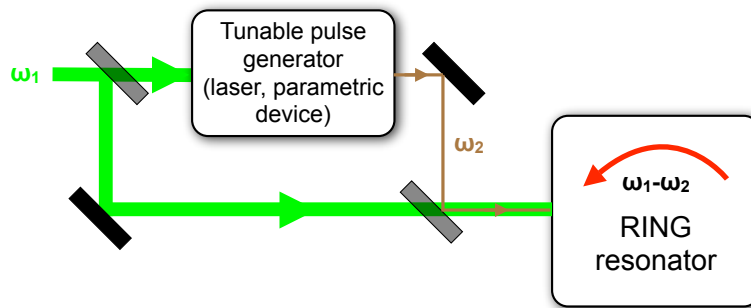 Tunable pulse
generator
(laser, parametric
device)
ω₁
ω₂
ω₁-ω₂
RING
resonator